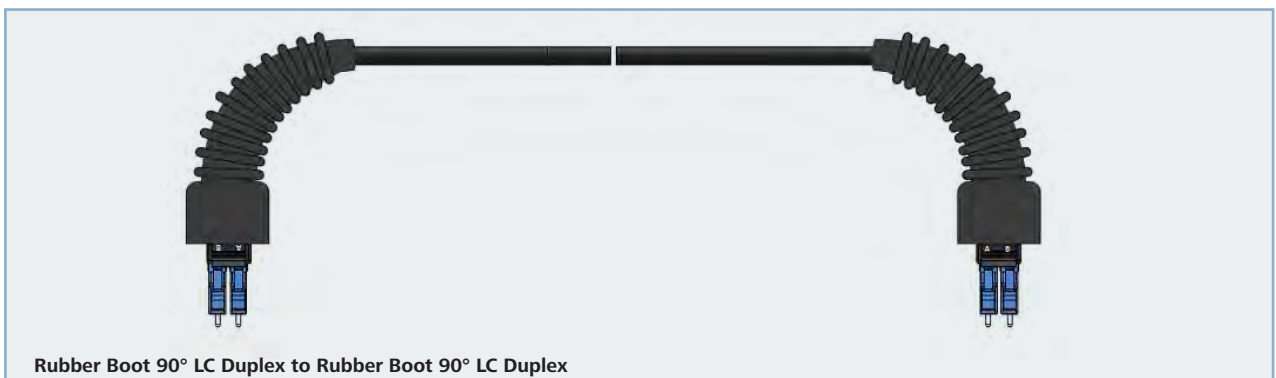 B A
A B
Rubber Boot 90° LC Duplex to Rubber Boot 90° LC Duplex